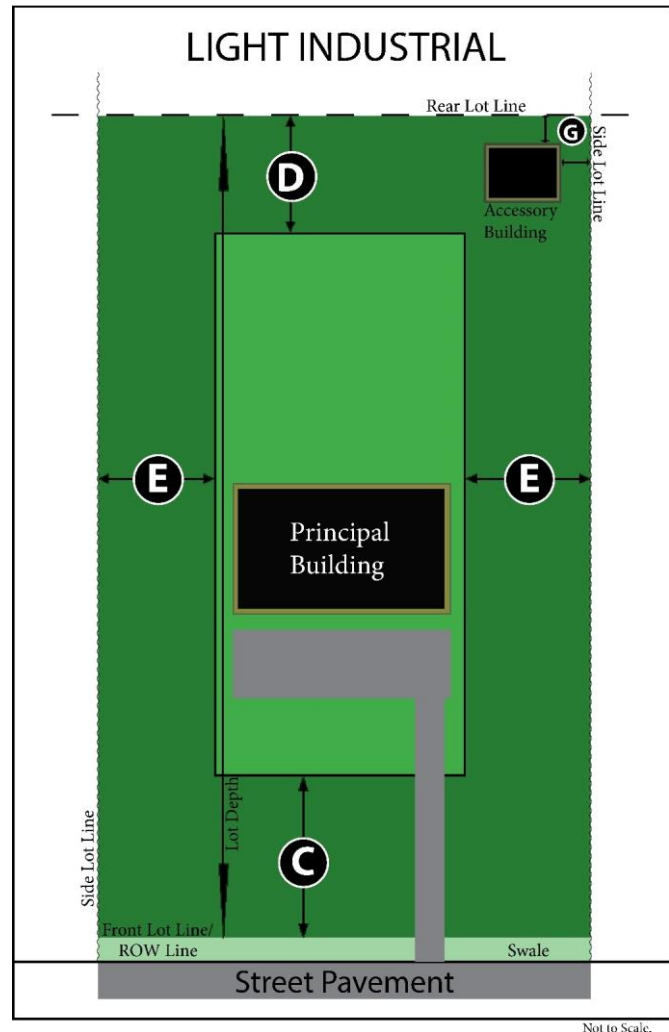 LIGHT INDUSTRIAL
Rear Lot Line
G
Side Lot Line
D
Accessory
Building
E
E
Principal
Building
Lot Depth
C
Side Lot Line
Front Lot Line/
ROW Line
Swale
Street Pavement
Not to Scale.